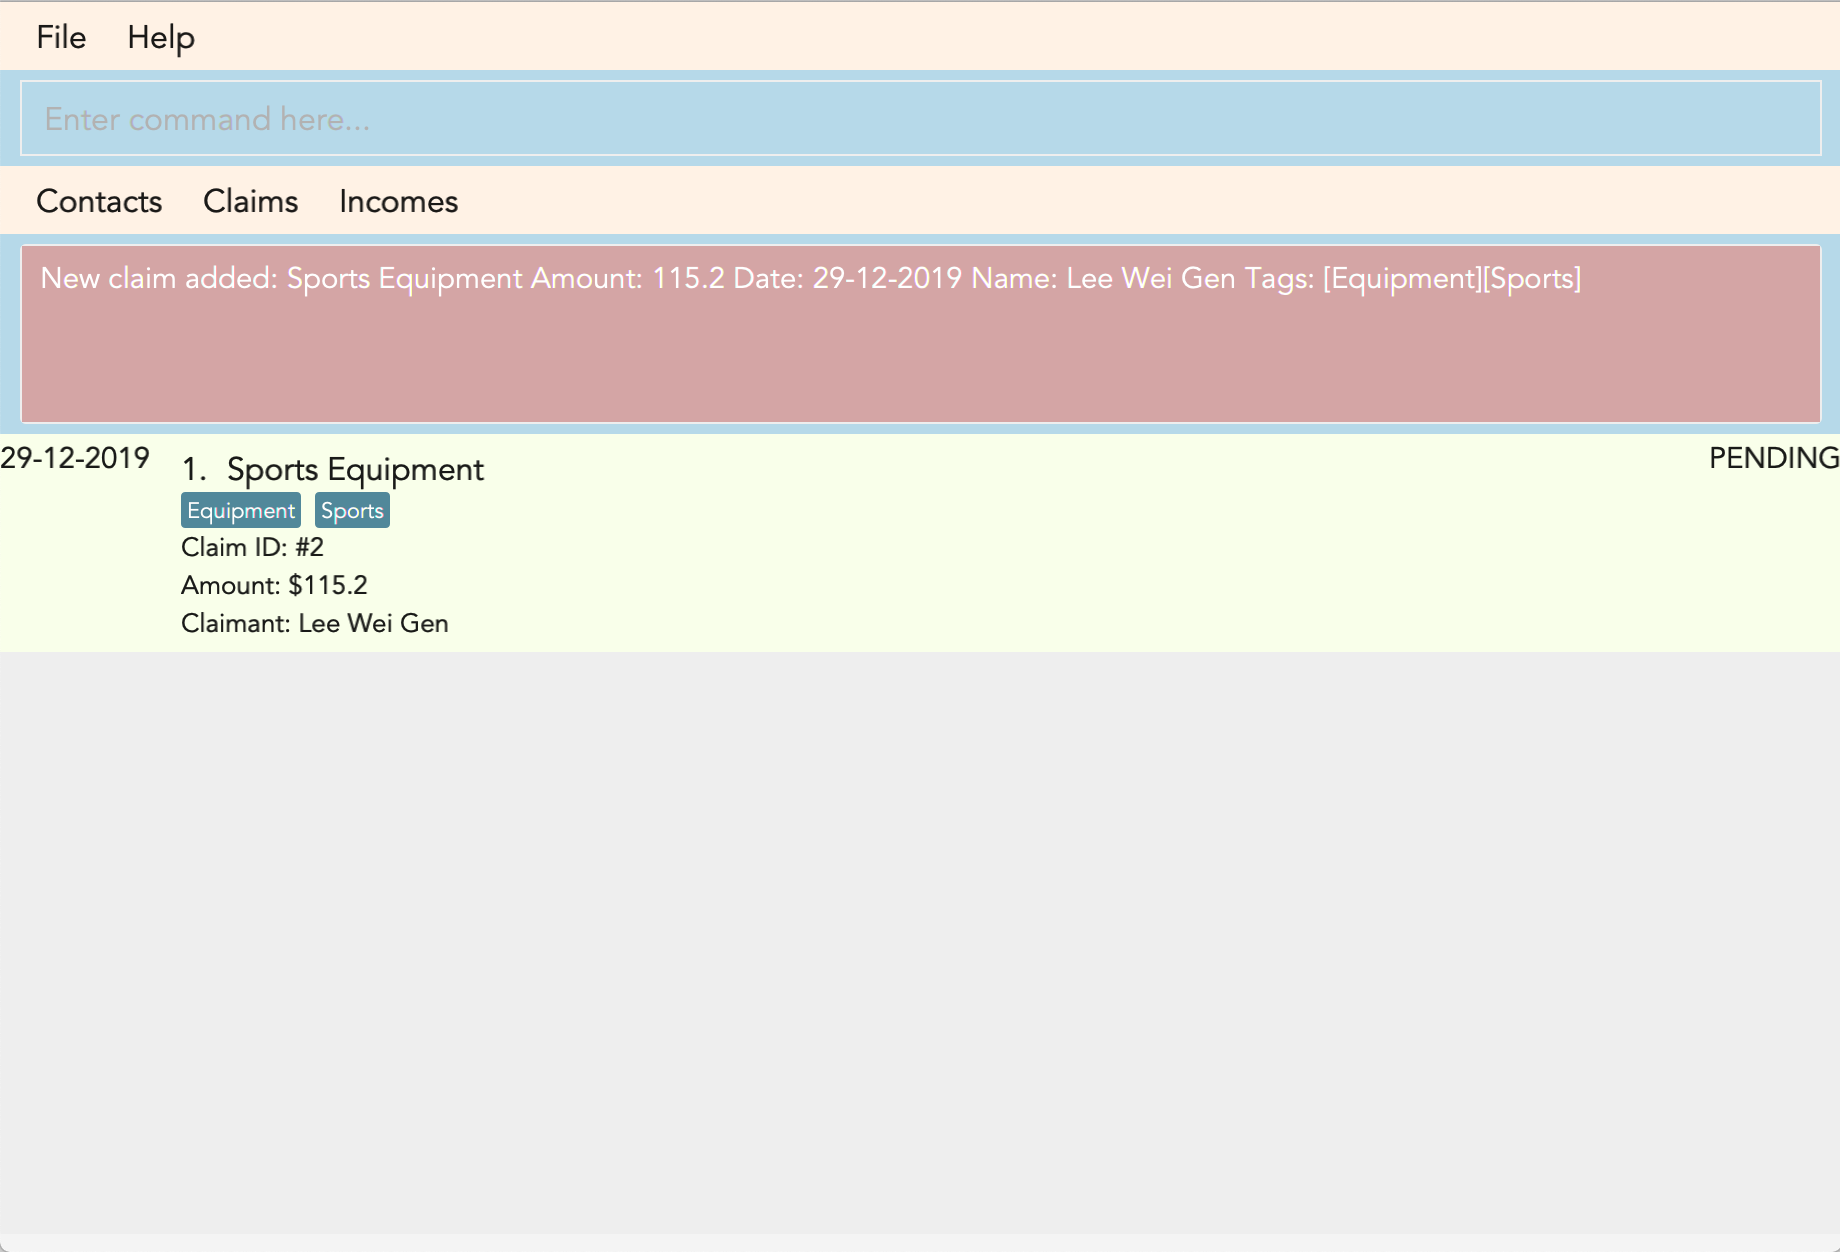 File Help
Enter command here...
Contacts Claims Incomes
New claim added: Sports Equipment Amount: 115.2 Date: 29-12-2019 Name: Lee Wei Gen Tags: [Equipment][Sports]
29-12-2019 1. Sports Equipment PENDING
Equipment Sports
Claim ID: #2
Amount: $115.2
Claimant: Lee Wei Gen